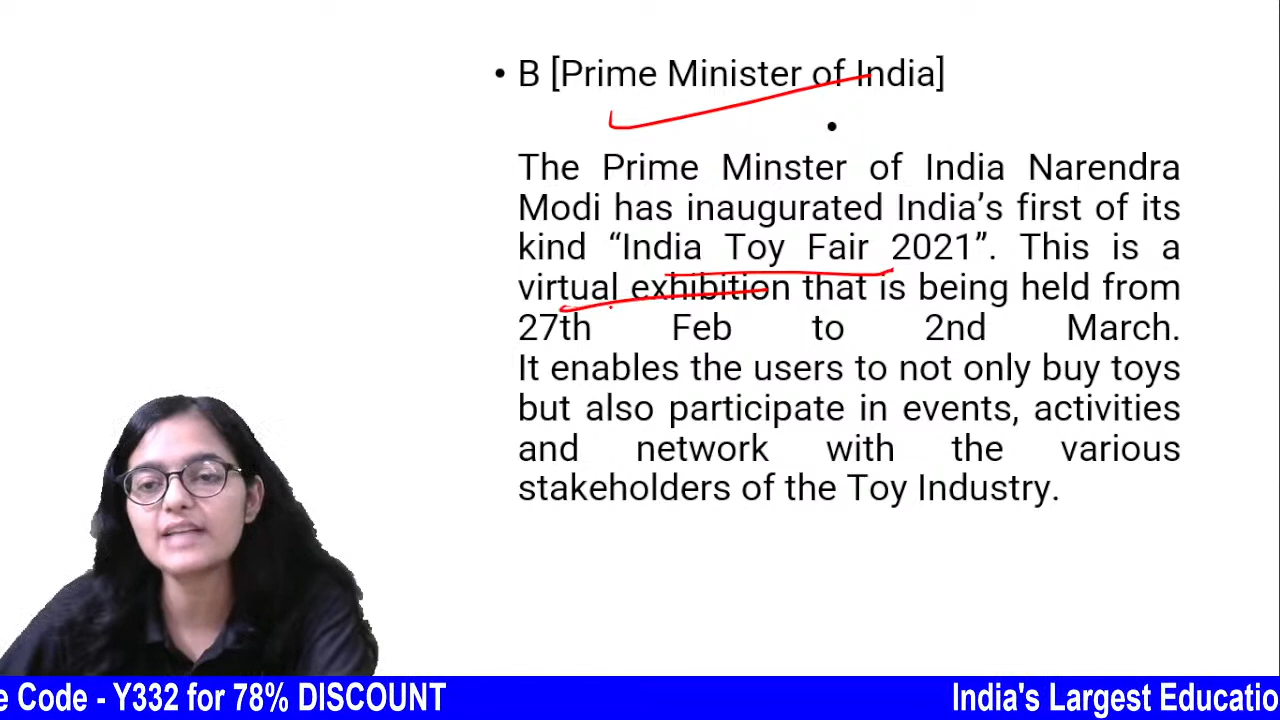 • B [Prime Minister of India]
•
The Prime Minster of India Narendra
Modi has inaugurated India’s first of its
kind “India Toy Fair 2021”. This is a
virtual exhibition that is being held from
27th Feb to 2nd March.
It enables the users to not only buy toys
but also participate in events, activities
and network with the various
stakeholders of the Toy Industry.
e Code - Y332 for 78% DISCOUNT
India's Largest Educatio